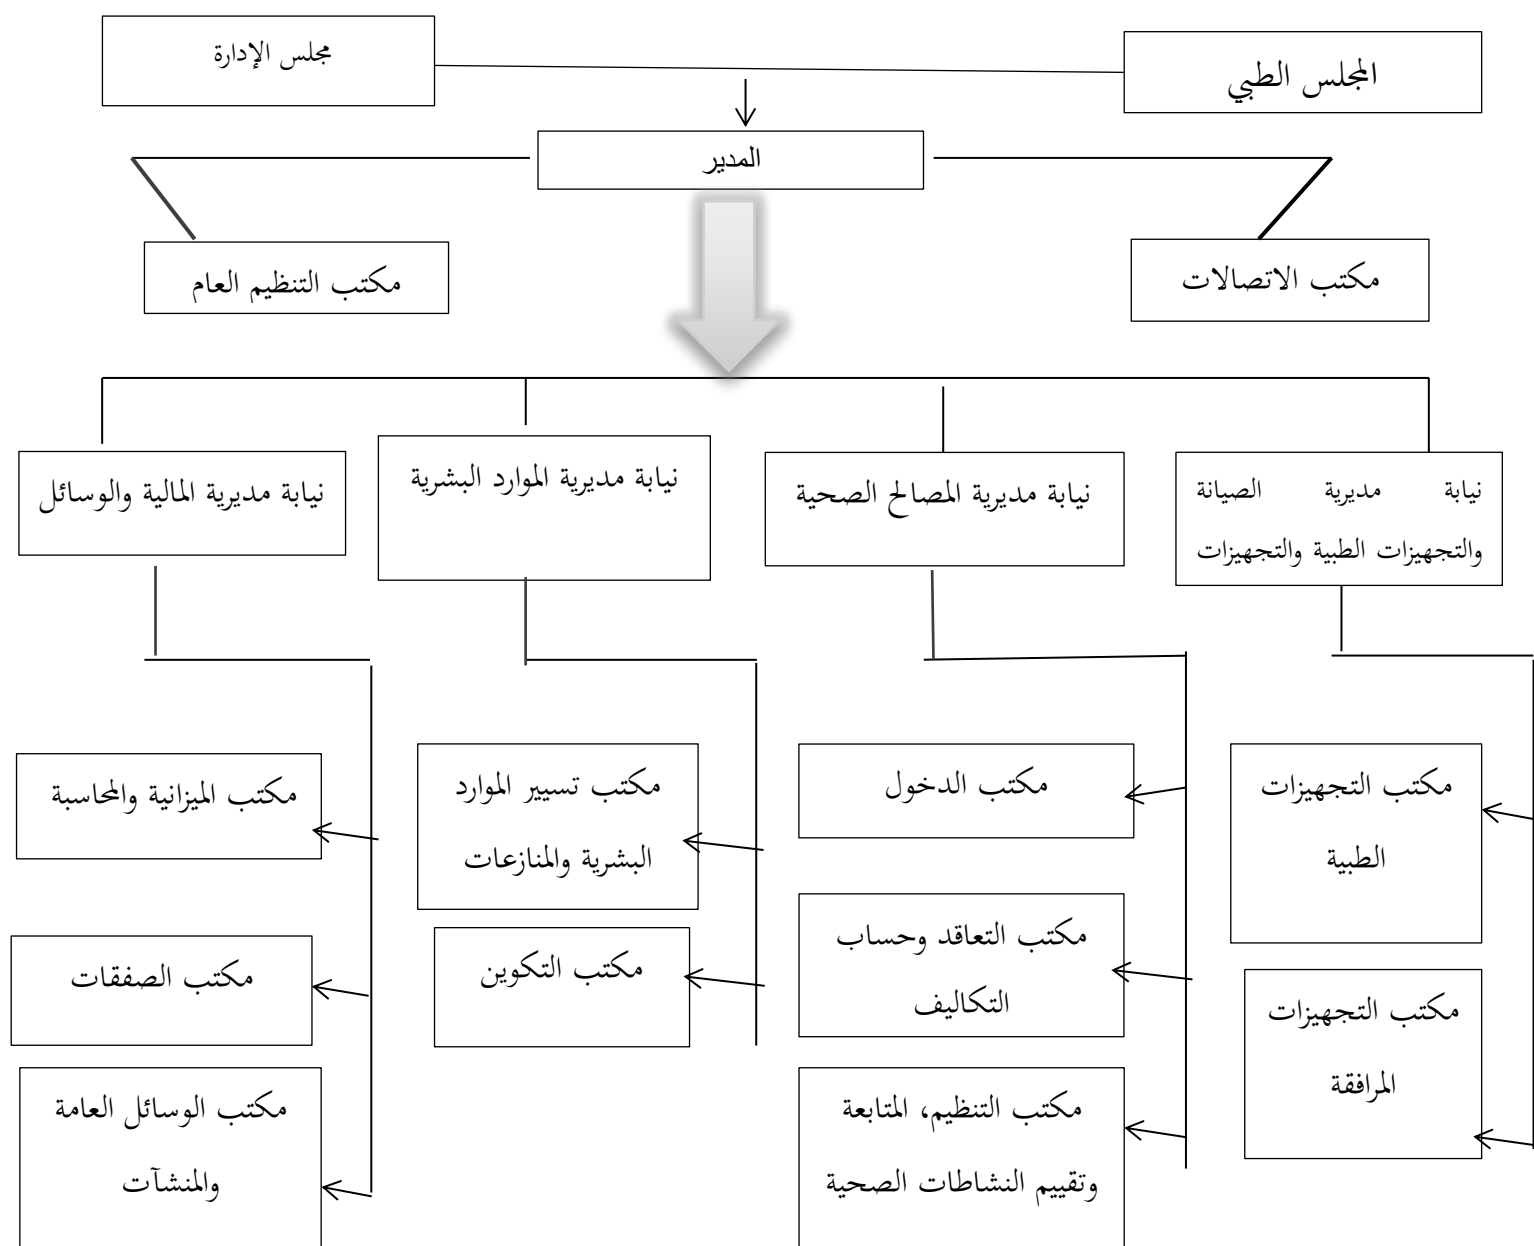 المجلس الطبي
مجلس الإدارة
المدير
مكتب الاتصالات
مكتب التنظيم العام
نيابة مديرية الصيانة
والتجهيزات الطبية والتجهيزات
نيابة مديرية المصالح الصحية
نيابة مديرية الموارد البشرية
نيابة مديرية المالية والوسائل
مكتب التجهيزات
الطبية
مكتب الدخول
مكتب تسيير الموارد
البشرية والمنازعات
مكتب الميزانية والمحاسبة
مكتب التجهيزات
المرافقة
مكتب التعاقد وحساب
التكاليف
مكتب التكوين
مكتب الصفقات
مكتب التنظيم، المتابعة
وتقييم النشاطات الصحية
مكتب الوسائل العامة
والمنشآت